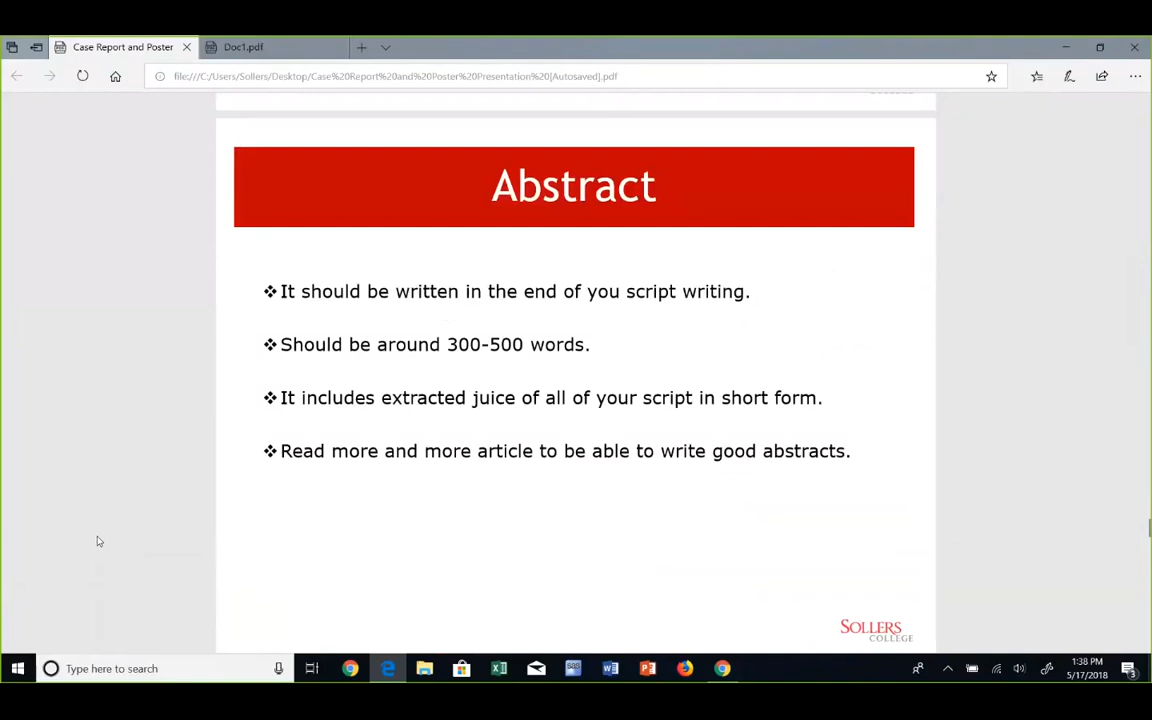 Case Report and Poster
Doc1.pdf
file:///C:/Users/Sollers/Desktop/Case%20Report%20and%20Poster%20Presentation%20[Autosaved].pdf
Abstract
❖It should be written in the end of you script writing.
❖Should be around 300-500 words.
❖It includes extracted juice of all of your script in short form.
❖Read more and more article to be able to write good abstracts.
SOLLERS
COLLEGE
Type here to search
1:38 PM
5/17/2018